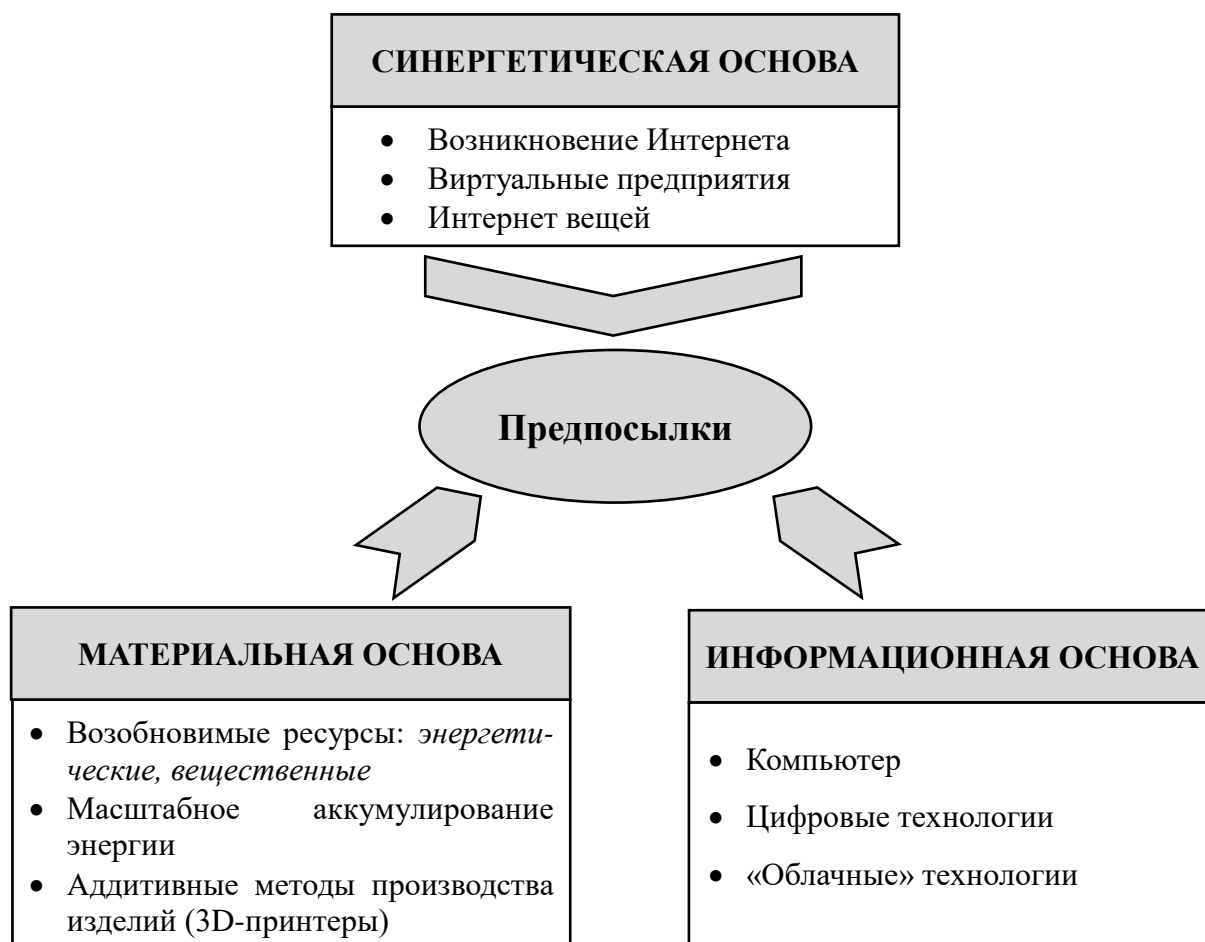 СИНЕРГЕТИЧЕСКАЯ ОСНОВА
• Возникновение Интернета
• Виртуальные предприятия
• Интернет вещей
Предпосылки
МАТЕРИАЛЬНАЯ ОСНОВА
• Возобновимые ресурсы: энергети-
ческие, вещественные
• Масштабное аккумулирование
энергии
• Аддитивные методы производства
изделий (3D-принтеры)
ИНФОРМАЦИОННАЯ ОСНОВА
• Компьютер
• Цифровые технологии
• «Облачные» технологии